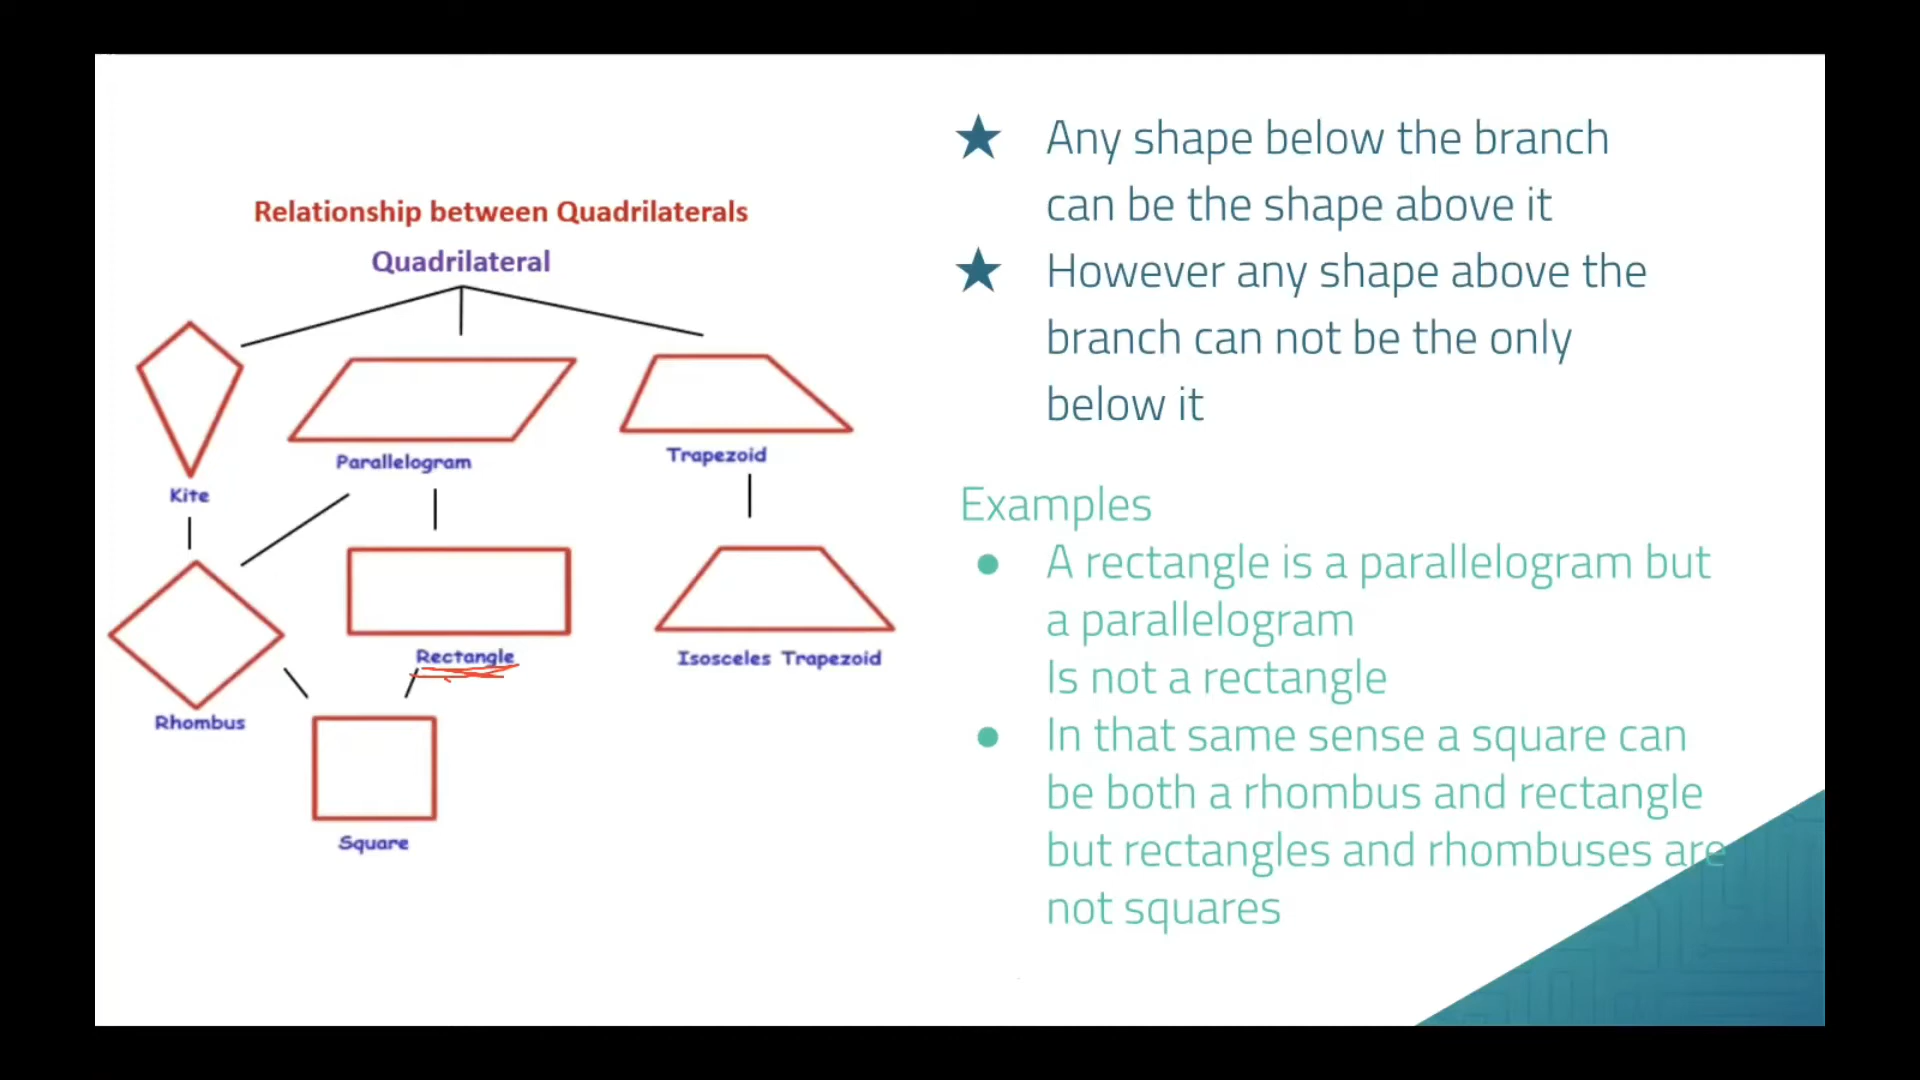 Relationship between Quadrilaterals
Quadrilateral
Kite
Parallelogram
Trapezoid
Rhombus
Rectangle
Isosceles Trapezoid
Square
Any shape below the branch
can be the shape above it
However any shape above the
branch can not be the only
below it
Examples
A rectangle is a parallelogram but
a parallelogram
Is not a rectangle
In that same sense a square can
be both a rhombus and rectangle
but rectangles and rhombuses are
not squares